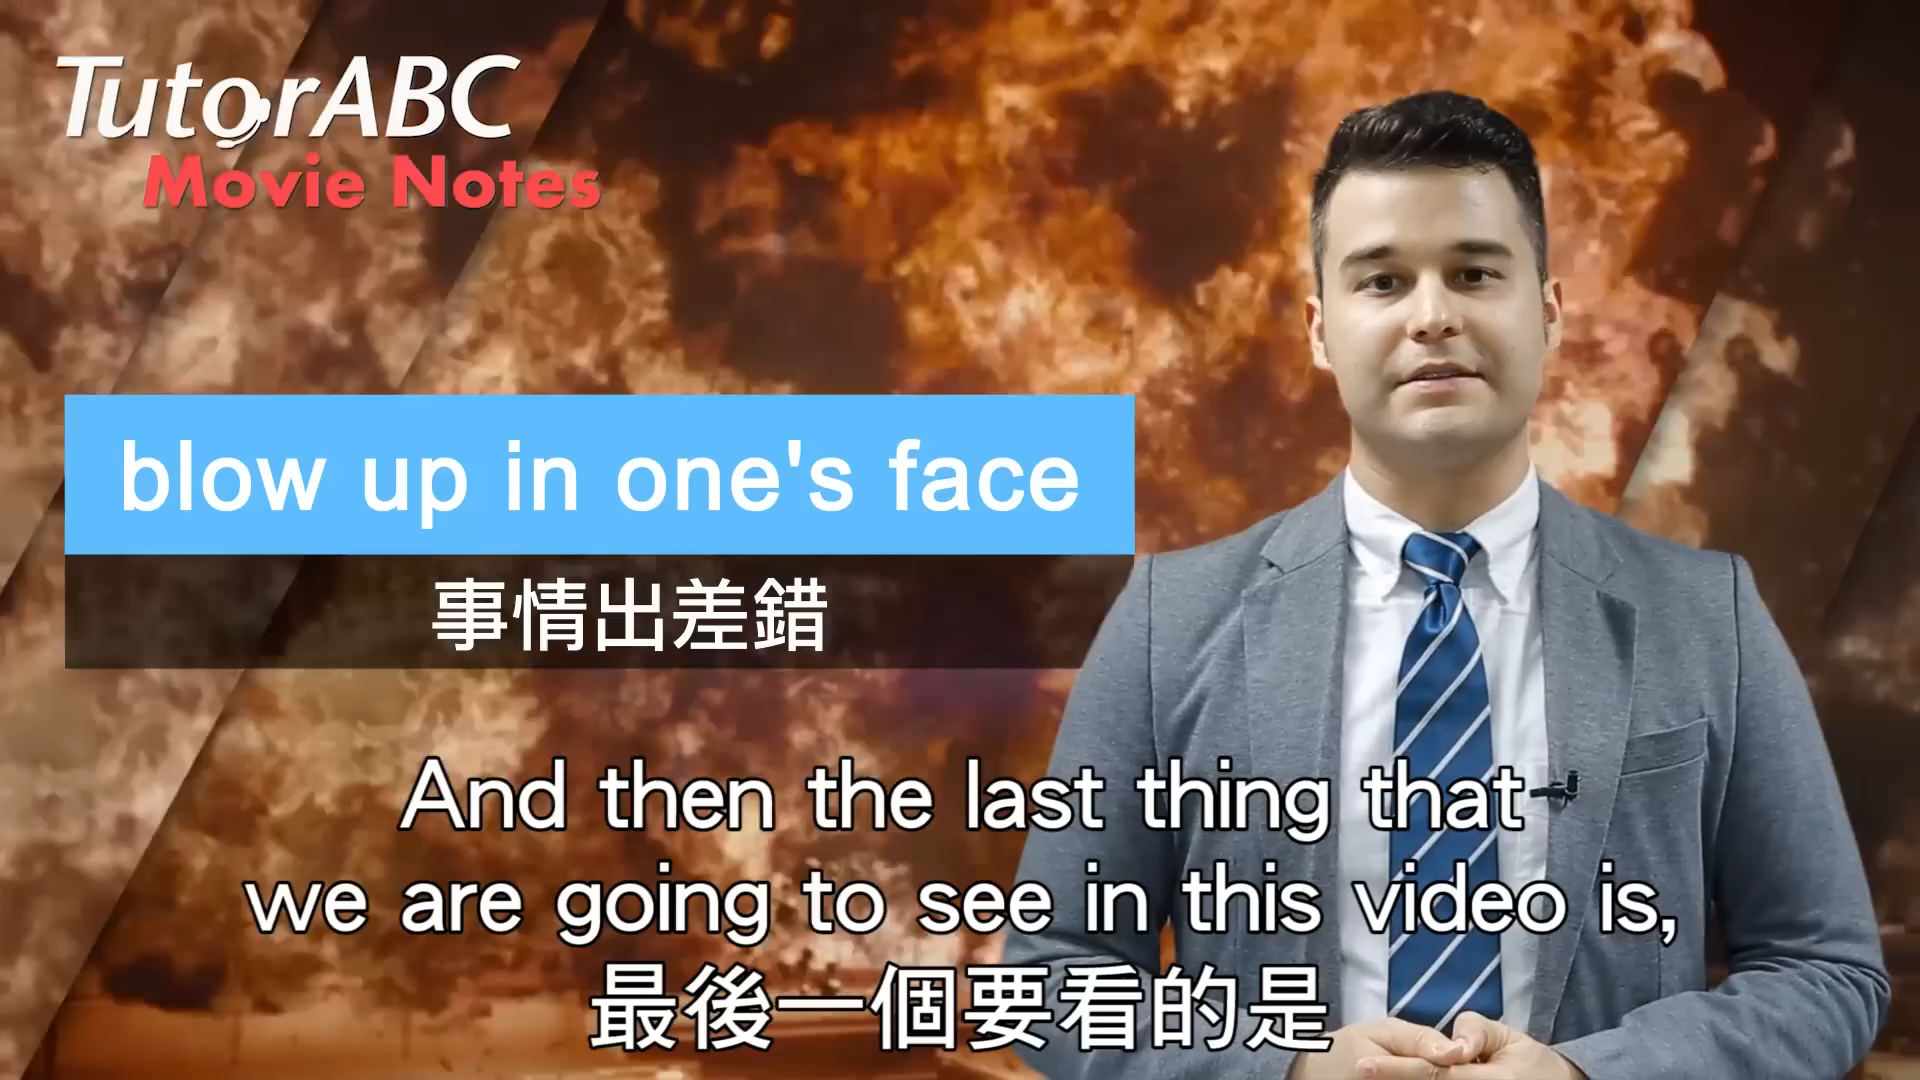 TutorABC
Movie Notes
blow up in one's face
事情出差錯
And then the last thing that
we are going to see in this video is,
最後一個要看的是